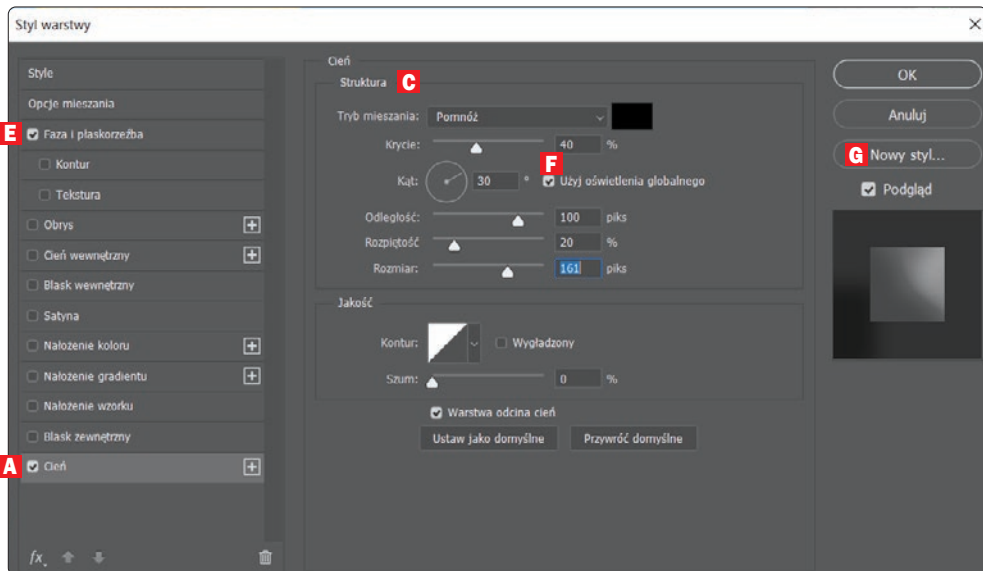 Styl warstwy
Style
Opcje mieszania
E Faza i płaskorzeźba
Kontur
Tekstura
Obrys
Cień wewnętrzny
Blask wewnętrzny
Satyna
Nałożenie koloru
Nałożenie gradientu
Nałożenie wzorku
Blask zewnętrzny
A Cień
fx
Cień
Struktura C
Tryb mieszania: Pomnóż
Krycie: 40 %
F
Kąt: 30 ° Użyj oświetlenia globalnego
Odległość: 100 piks
Rozpiętość 20 %
Rozmiar: 161 piks
Jakość
Kontur: Wygładzony
Szum: 0 %
Warstwa odcina cień
Ustaw jako domyślne Przywróć domyślne
OK
Anuluj
G Nowy styl...
Podgląd